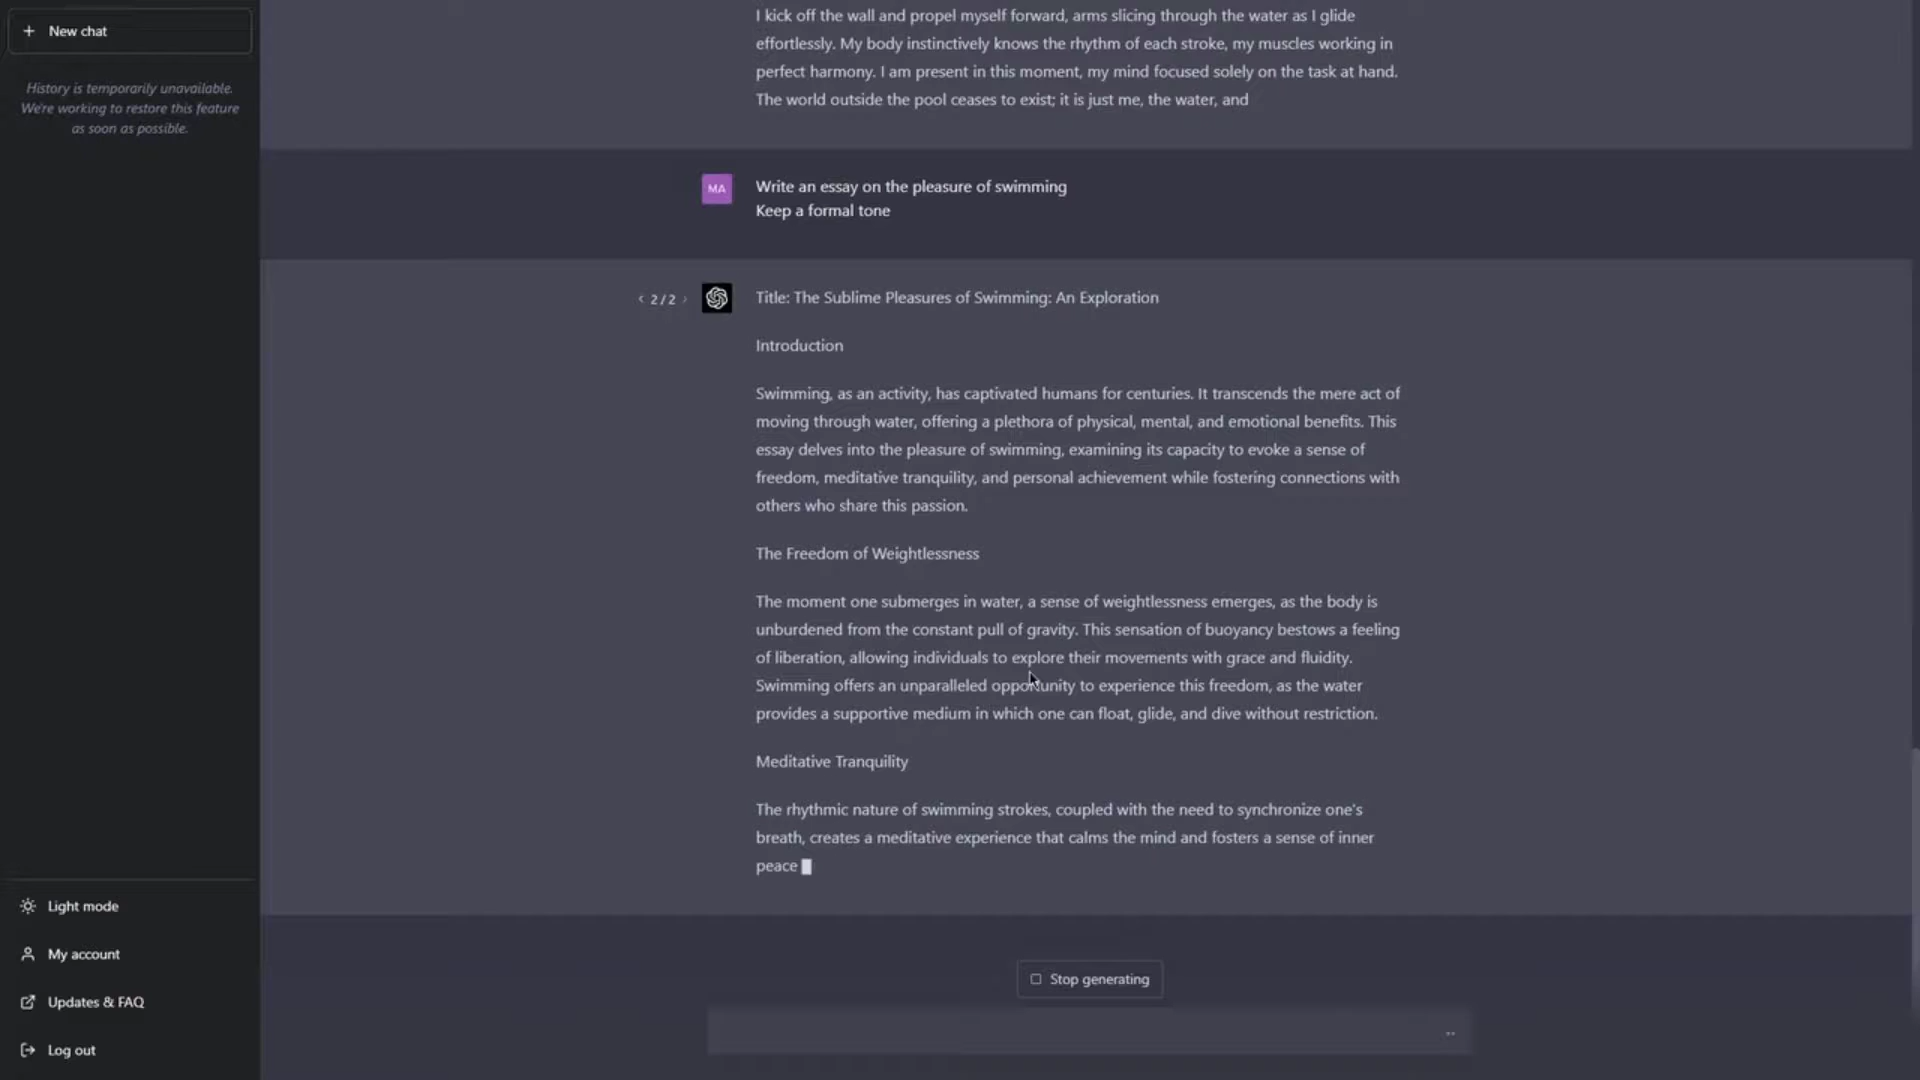 New chat
History is temporarily unavailable.
We're working to restore this feature
as soon as possible.
I kick off the wall and propel myself forward, arms slicing through the water as I glide
effortlessly. My body instinctively knows the rhythm of each stroke, my muscles working in
perfect harmony. I am present in this moment, my mind focused solely on the task at hand.
The world outside the pool ceases to exist; it is just me, the water, and
MA
Write an essay on the pleasure of swimming
Keep a formal tone
< 2 / 2 >
Title: The Sublime Pleasures of Swimming: An Exploration
Introduction
Swimming, as an activity, has captivated humans for centuries. It transcends the mere act of
moving through water, offering a plethora of physical, mental, and emotional benefits. This
essay delves into the pleasure of swimming, examining its capacity to evoke a sense of
freedom, meditative tranquility, and personal achievement while fostering connections with
others who share this passion.
The Freedom of Weightlessness
The moment one submerges in water, a sense of weightlessness emerges, as the body is
unburdened from the constant pull of gravity. This sensation of buoyancy bestows a feeling
of liberation, allowing individuals to explore their movements with grace and fluidity.
Swimming offers an unparalleled opportunity to experience this freedom, as the water
provides a supportive medium in which one can float, glide, and dive without restriction.
Meditative Tranquility
The rhythmic nature of swimming strokes, coupled with the need to synchronize one's
breath, creates a meditative experience that calms the mind and fosters a sense of inner
peace
Stop generating
Light mode
My account
Updates & FAQ
Log out